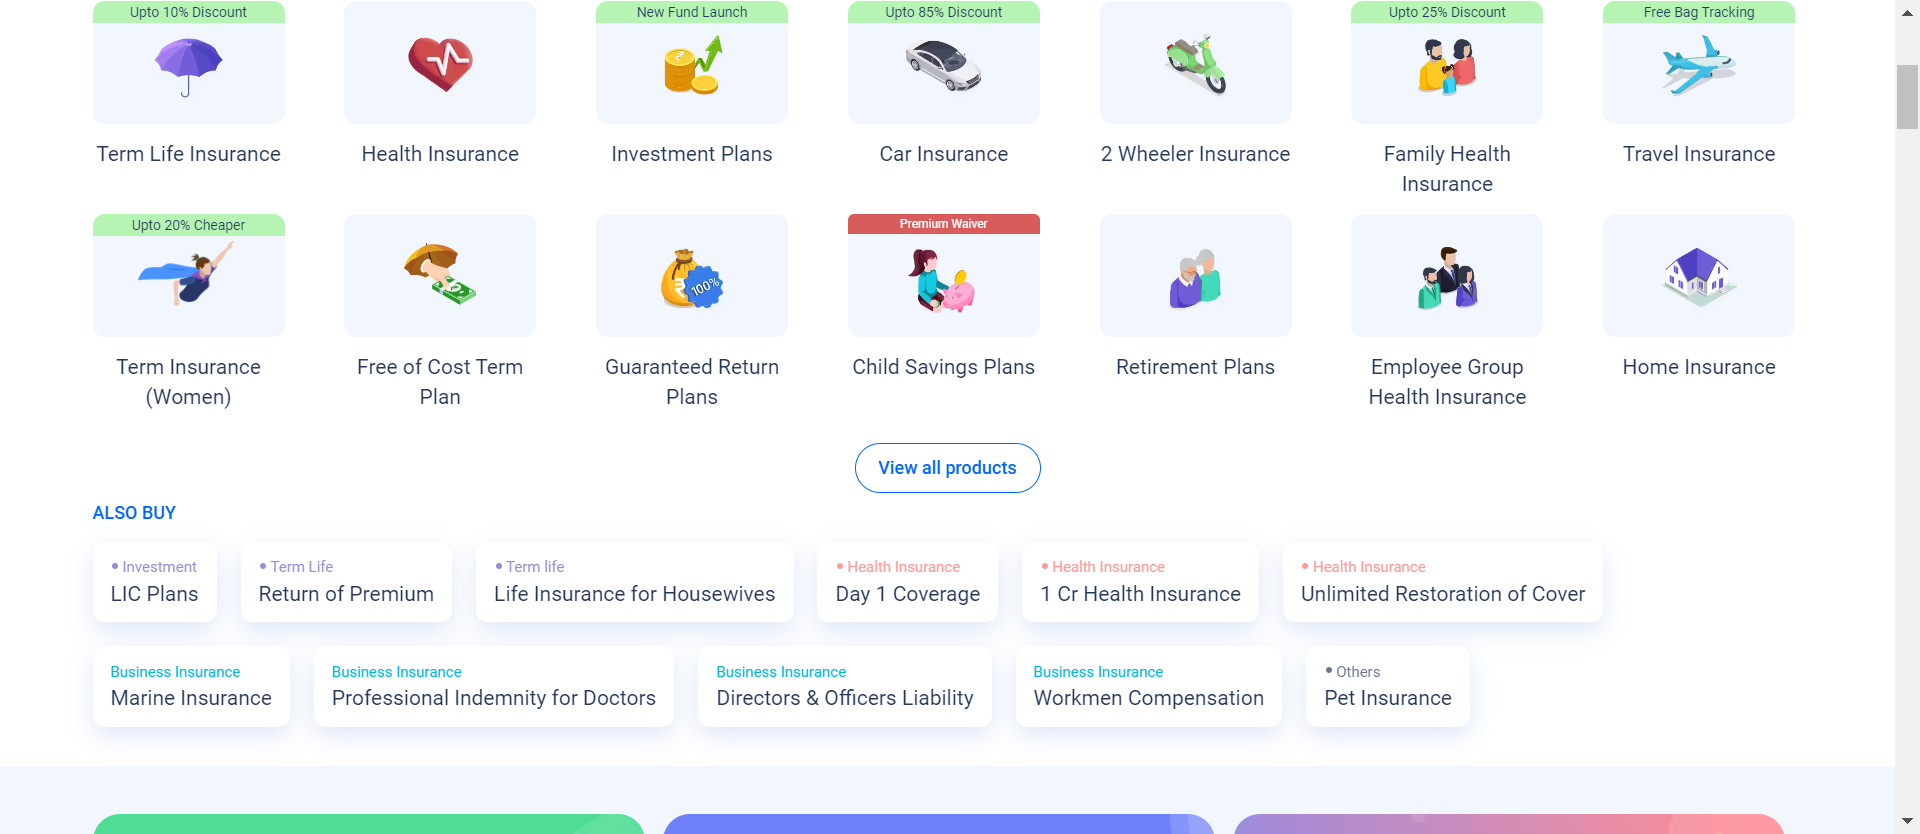 Upto 10% Discount
New Fund Launch
Upto 85% Discount
Upto 25% Discount
Free Bag Tracking
Term Life Insurance
Health Insurance
Investment Plans
Car Insurance
2 Wheeler Insurance
Family Health
Insurance
Travel Insurance
Upto 20% Cheaper
Premium Waiver
100%
Term Insurance
(Women)
Free of Cost Term
Plan
Guaranteed Return
Plans
Child Savings Plans
Retirement Plans
Employee Group
Health Insurance
Home Insurance
View all products
ALSO BUY
Investment
LIC Plans
Term Life
Return of Premium
Term life
Life Insurance for Housewives
Health Insurance
Day 1 Coverage
Health Insurance
1 Cr Health Insurance
Health Insurance
Unlimited Restoration of Cover
Business Insurance
Marine Insurance
Business Insurance
Professional Indemnity for Doctors
Business Insurance
Directors & Officers Liability
Business Insurance
Workmen Compensation
Others
Pet Insurance